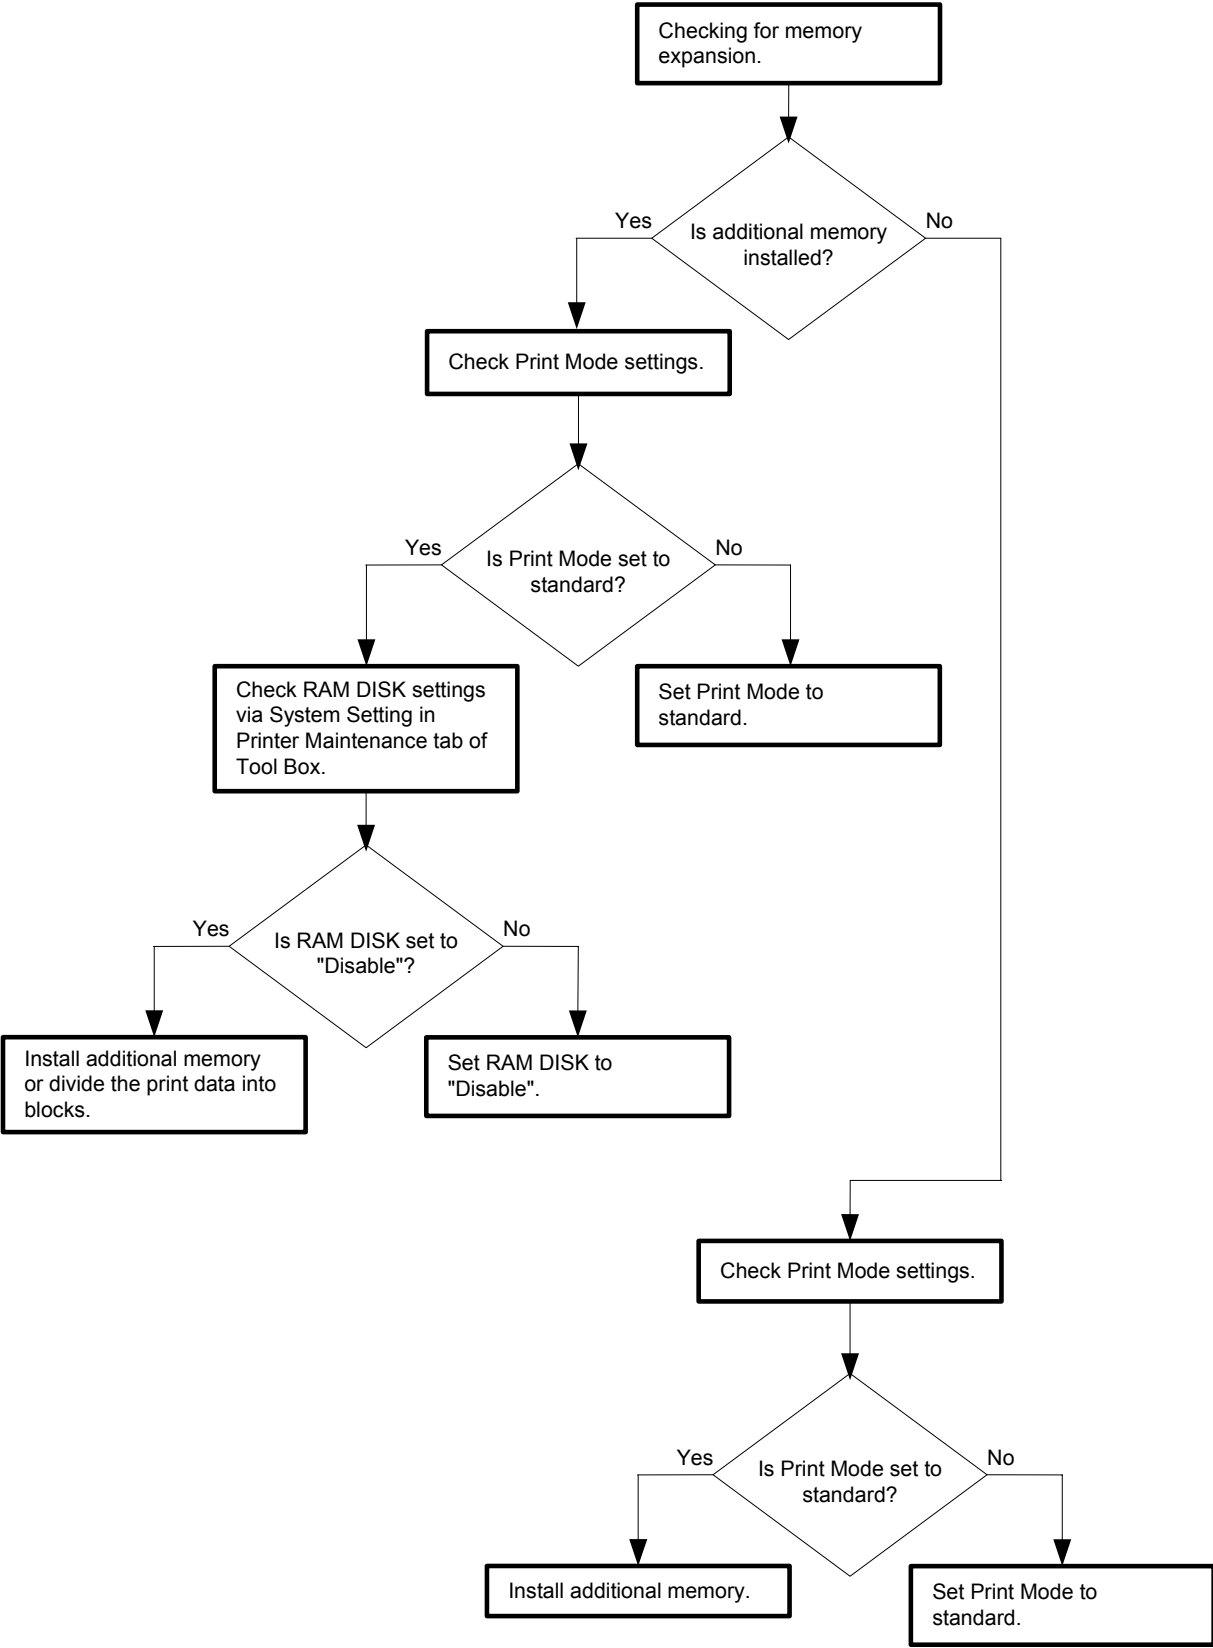 Checking for memory
expansion.
Yes
No
Is additional memory
installed?
Check Print Mode settings.
Yes
No
Is Print Mode set to
standard?
Check RAM DISK settings
via System Setting in
Printer Maintenance tab of
Tool Box.
Set Print Mode to
standard.
Yes
No
Is RAM DISK set to
"Disable"?
Install additional memory
or divide the print data into
blocks.
Set RAM DISK to
"Disable".
Check Print Mode settings.
Yes
No
Is Print Mode set to
standard?
Install additional memory.
Set Print Mode to
standard.